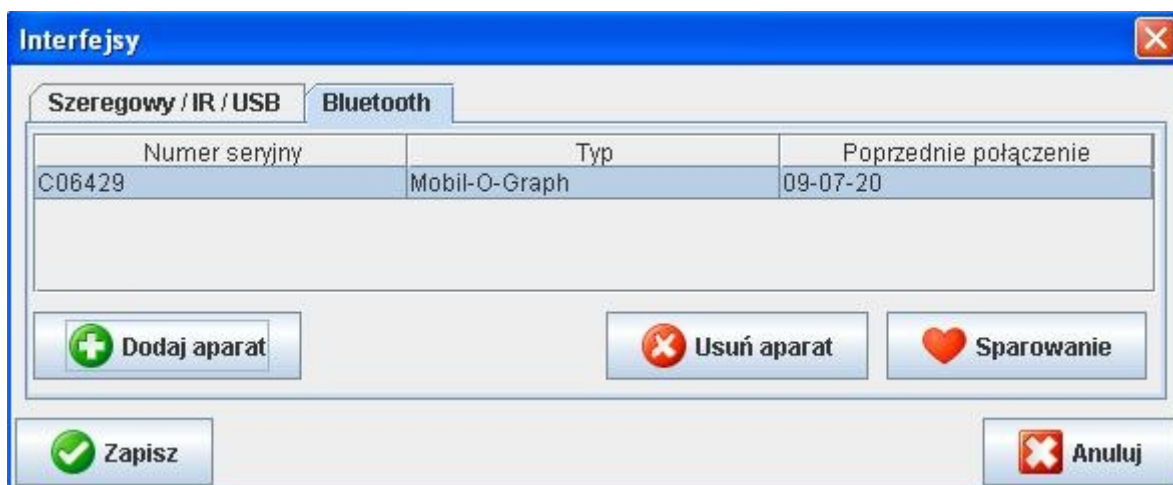 Interfejsy
Szeregowy / IR / USB Bluetooth
Numer seryjny Typ Poprzednie połączenie
C06429 Mobil-O-Graph 09-07-20
Dodaj aparat Usuń aparat Sparowanie
Zapisz Anuluj